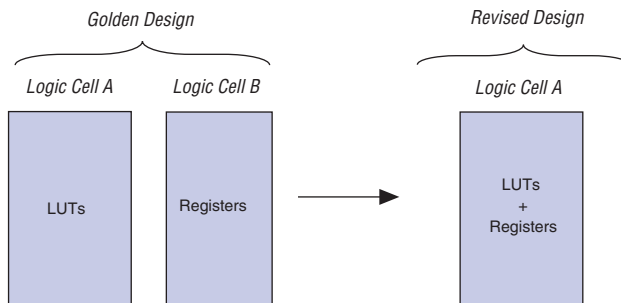 Golden Design
Revised Design
Logic Cell A
Logic Cell B
Logic Cell A
LUTs
Registers
LUTs
+
Registers